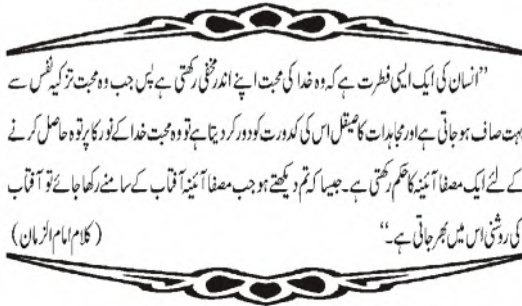 ’’انسان کی ایک ایسی فطرت ہے کہ وہ خدا کی محبت اپنے اندر مخفی رکھتی ہے پس جب وہ محبت تزکیہ نفس سے
بہت صاف ہو جاتی ہے اور مجاہدات کا صیقل اس کی کدورت کو دور کر دیتا ہے تو وہ محبت خدا کے نور کا پرتوہ حاصل کرنے
کے لئے ایک مصفا آئینہ کا حکم رکھتی ہے۔ جیسا کہ تم دیکھتے ہو جب مصفا آئینہ آفتاب کے سامنے رکھا جائے تو آفتاب
کی روشنی اس میں بھر جاتی ہے۔‘‘ (کلام امام الزمان)